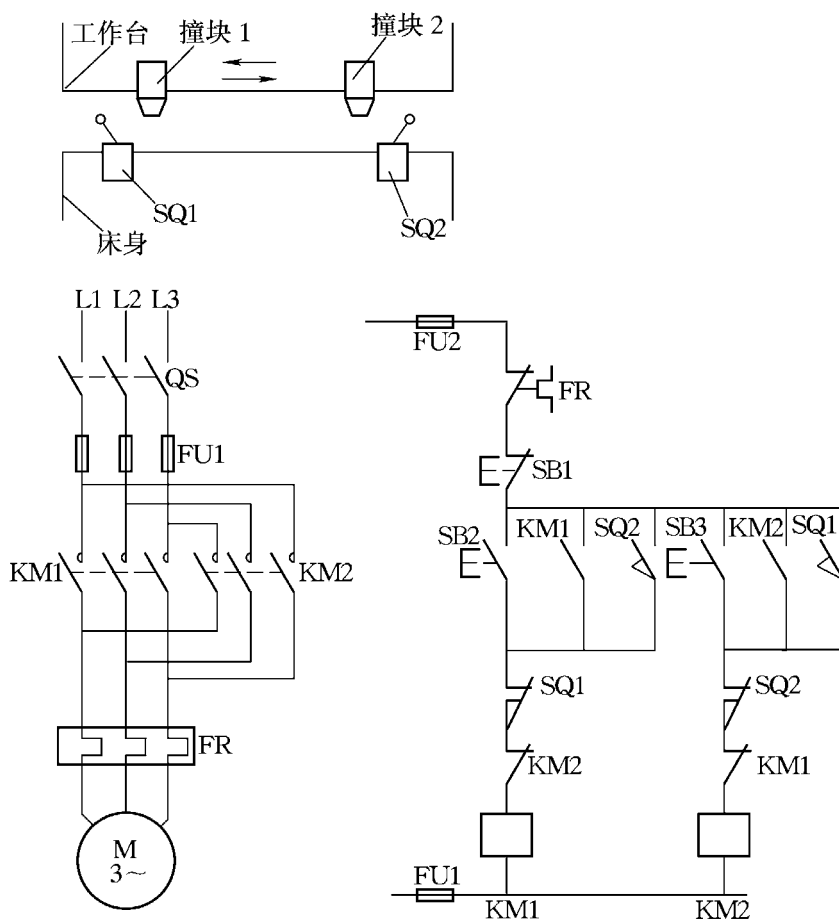 工作台
撞块 1
撞块 2
SQ1
SQ2
床身
L1 L2 L3
QS
FU1
KM1
KM2
FR
M
3～
FU2
FR
SB1
SB2
KM1
SQ2
SB3
KM2
SQ1
SQ1
SQ2
KM2
KM1
FU1
KM1
KM2